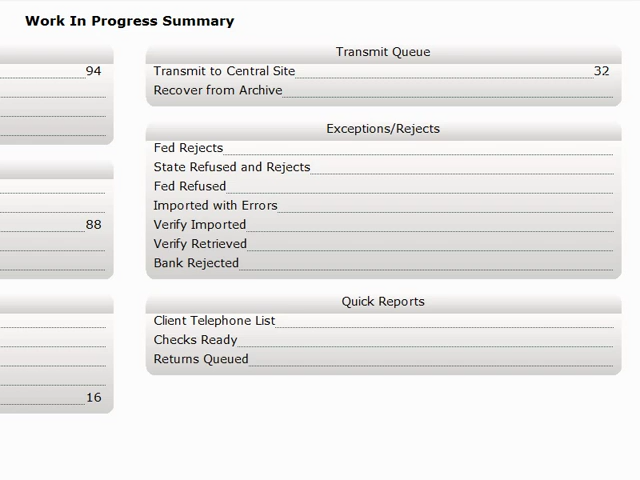 Work In Progress Summary
94
88
16
Transmit Queue
Transmit to Central Site 32
Recover from Archive
Exceptions/Rejects
Fed Rejects
State Refused and Rejects
Fed Refused
Imported with Errors
Verify Imported
Verify Retrieved
Bank Rejected
Quick Reports
Client Telephone List
Checks Ready
Returns Queued